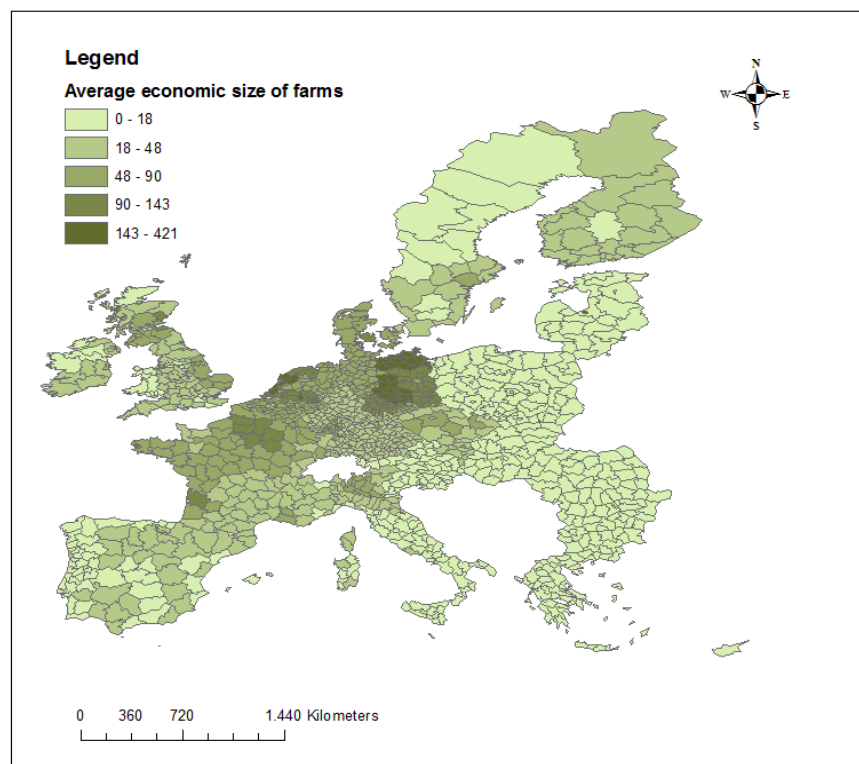 Legend
Average economic size of farms
0 - 18
18 - 48
48 - 90
90 - 143
143 - 421
N
W E
S
0 360 720 1.440 Kilometers